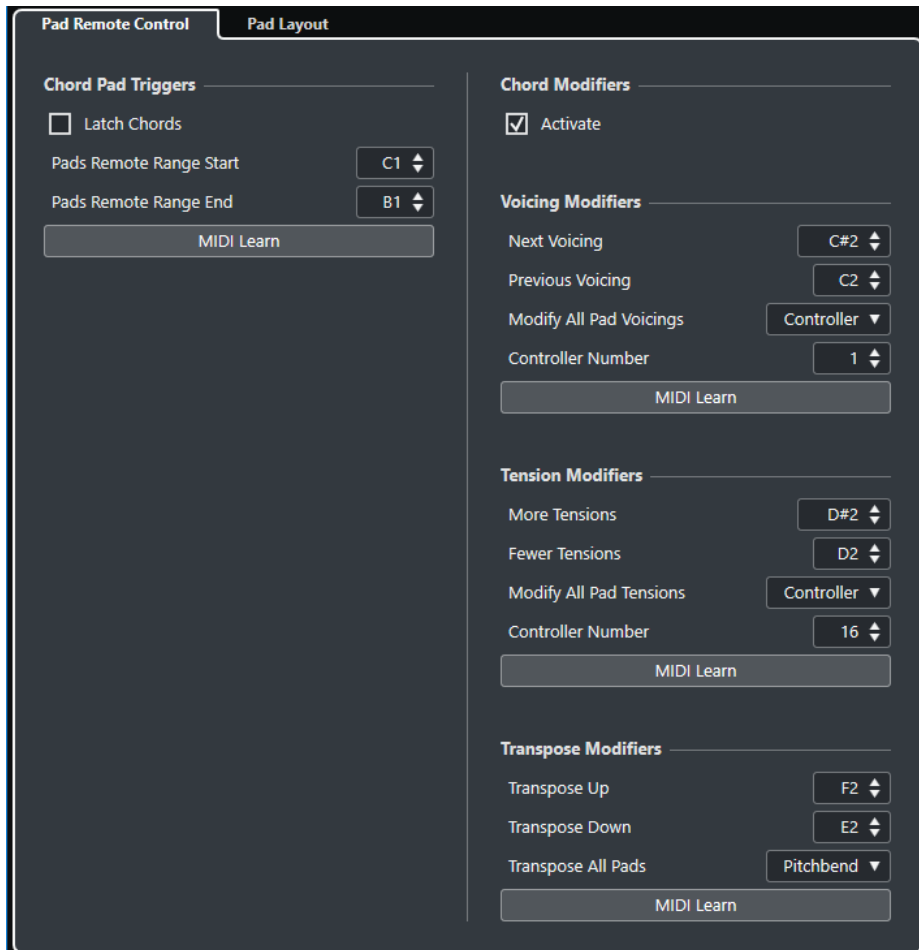 Pad Remote Control
Pad Layout
Chord Pad Triggers
Latch Chords
Pads Remote Range Start C1
Pads Remote Range End B1
MIDI Learn
Chord Modifiers
Activate
Voicing Modifiers
Next Voicing C#2
Previous Voicing C2
Modify All Pad Voicings Controller
Controller Number 1
MIDI Learn
Tension Modifiers
More Tensions D#2
Fewer Tensions D2
Modify All Pad Tensions Controller
Controller Number 16
MIDI Learn
Transpose Modifiers
Transpose Up F2
Transpose Down E2
Transpose All Pads Pitchbend
MIDI Learn